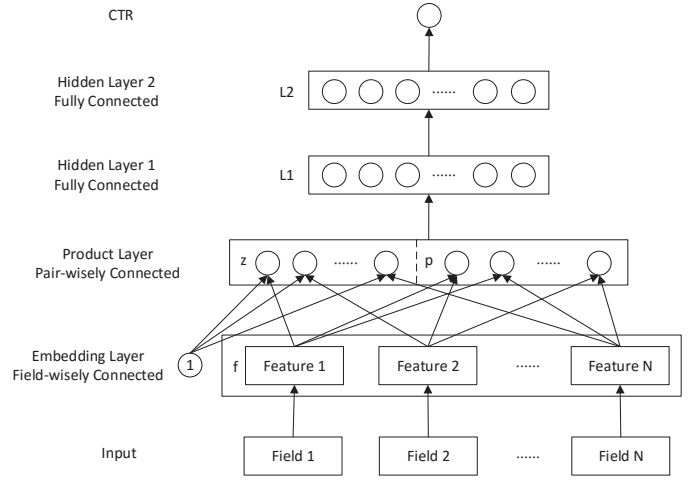 CTR
Hidden Layer 2
Fully Connected
L2
......
Hidden Layer 1
Fully Connected
L1
......
Product Layer
Pair-wisely Connected
z
......
p
......
Embedding Layer
Field-wisely Connected
1
f
Feature 1
Feature 2
......
Feature N
Input
Field 1
Field 2
......
Field N